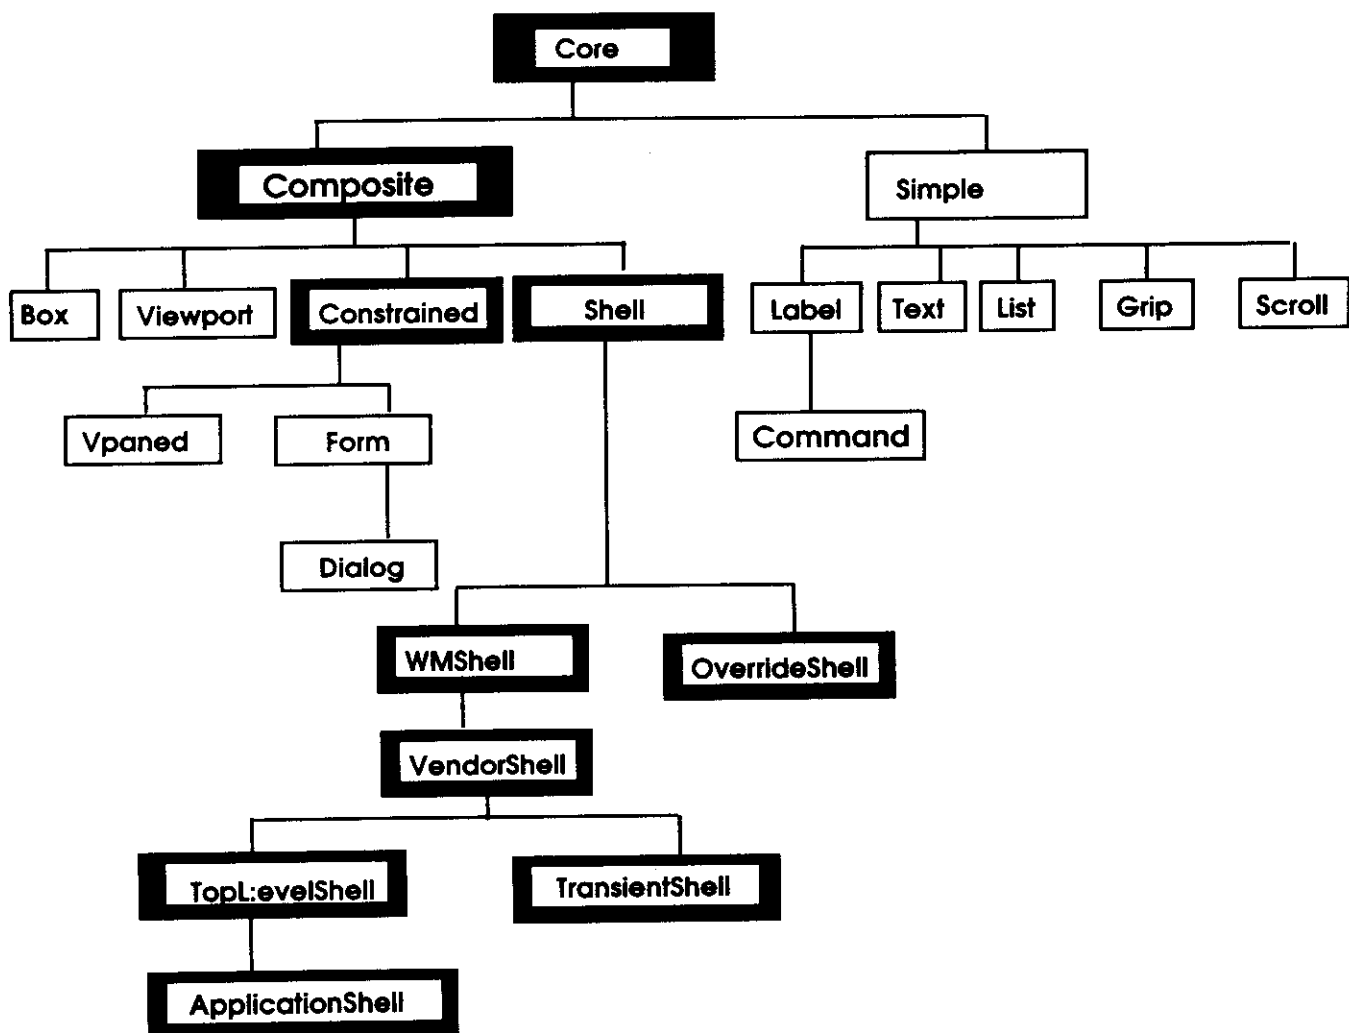 Core
Composite
Simple
Box
Viewport
Constrained
Shell
Label
Text
List
Grip
Scroll
Vpaned
Form
Command
Dialog
WMShell
OverrideShell
VendorShell
TopL:evelShell
TransientShell
ApplicationShell